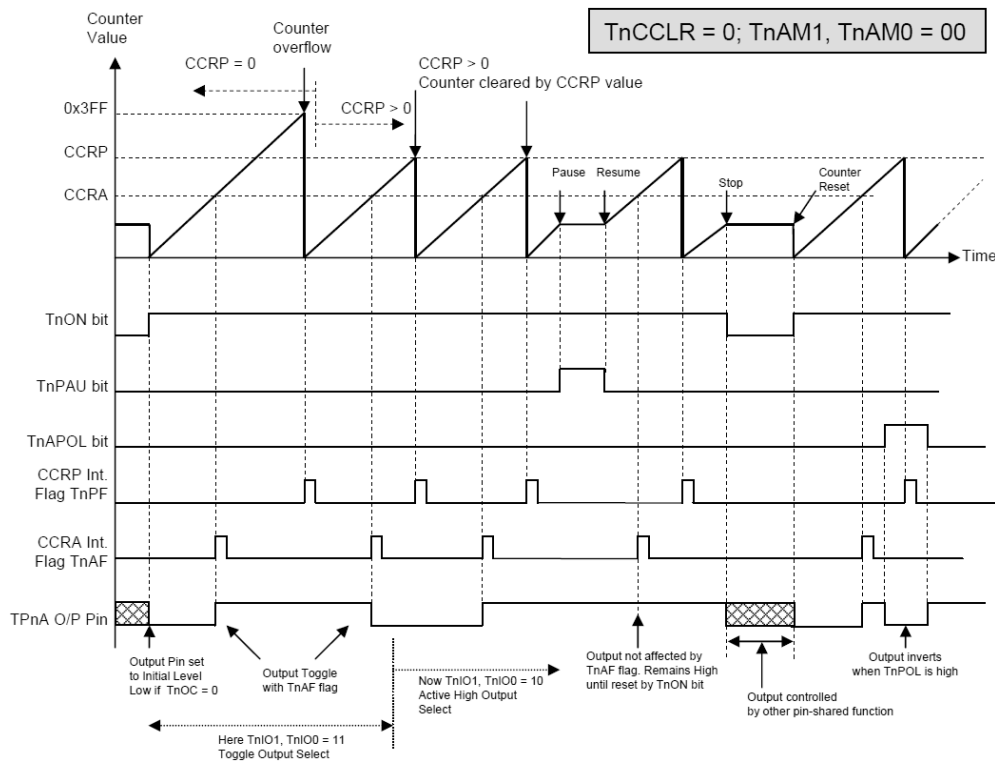 TnCCLR = 0; TnAM1, TnAM0 = 00
Counter
Value
Counter
overflow
CCRP = 0
CCRP > 0
CCRP > 0
Counter cleared by CCRP value
0x3FF
CCRP
CCRA
Pause
Resume
Stop
Counter
Reset
Time
TnON bit
TnPAU bit
TnAPOL bit
CCRP Int.
Flag TnPF
CCRA Int.
Flag TnAF
TPnA O/P Pin
Output Pin set
to Initial Level
Low if TnOC = 0
Output Toggle
with TnAF flag
Now TnIO1, TnIO0 = 10
Active High Output
Select
Output not affected by
TnAF flag. Remains High
until reset by TnON bit
Output controlled
by other pin-shared function
Output inverts
when TnPOL is high
Here TnIO1, TnIO0 = 11
Toggle Output Select